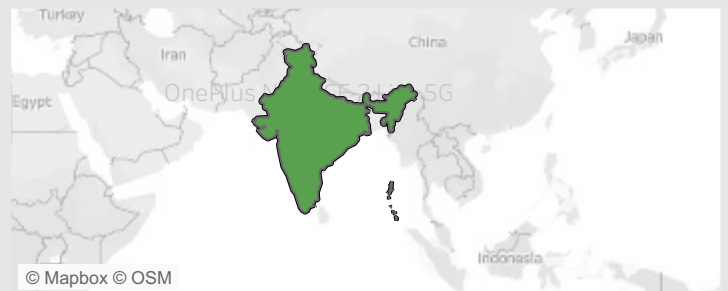 Turkey
Japan
China
Iran
OnePlus N
5G
Egypt
Indonesia
© Mapbox © OSM